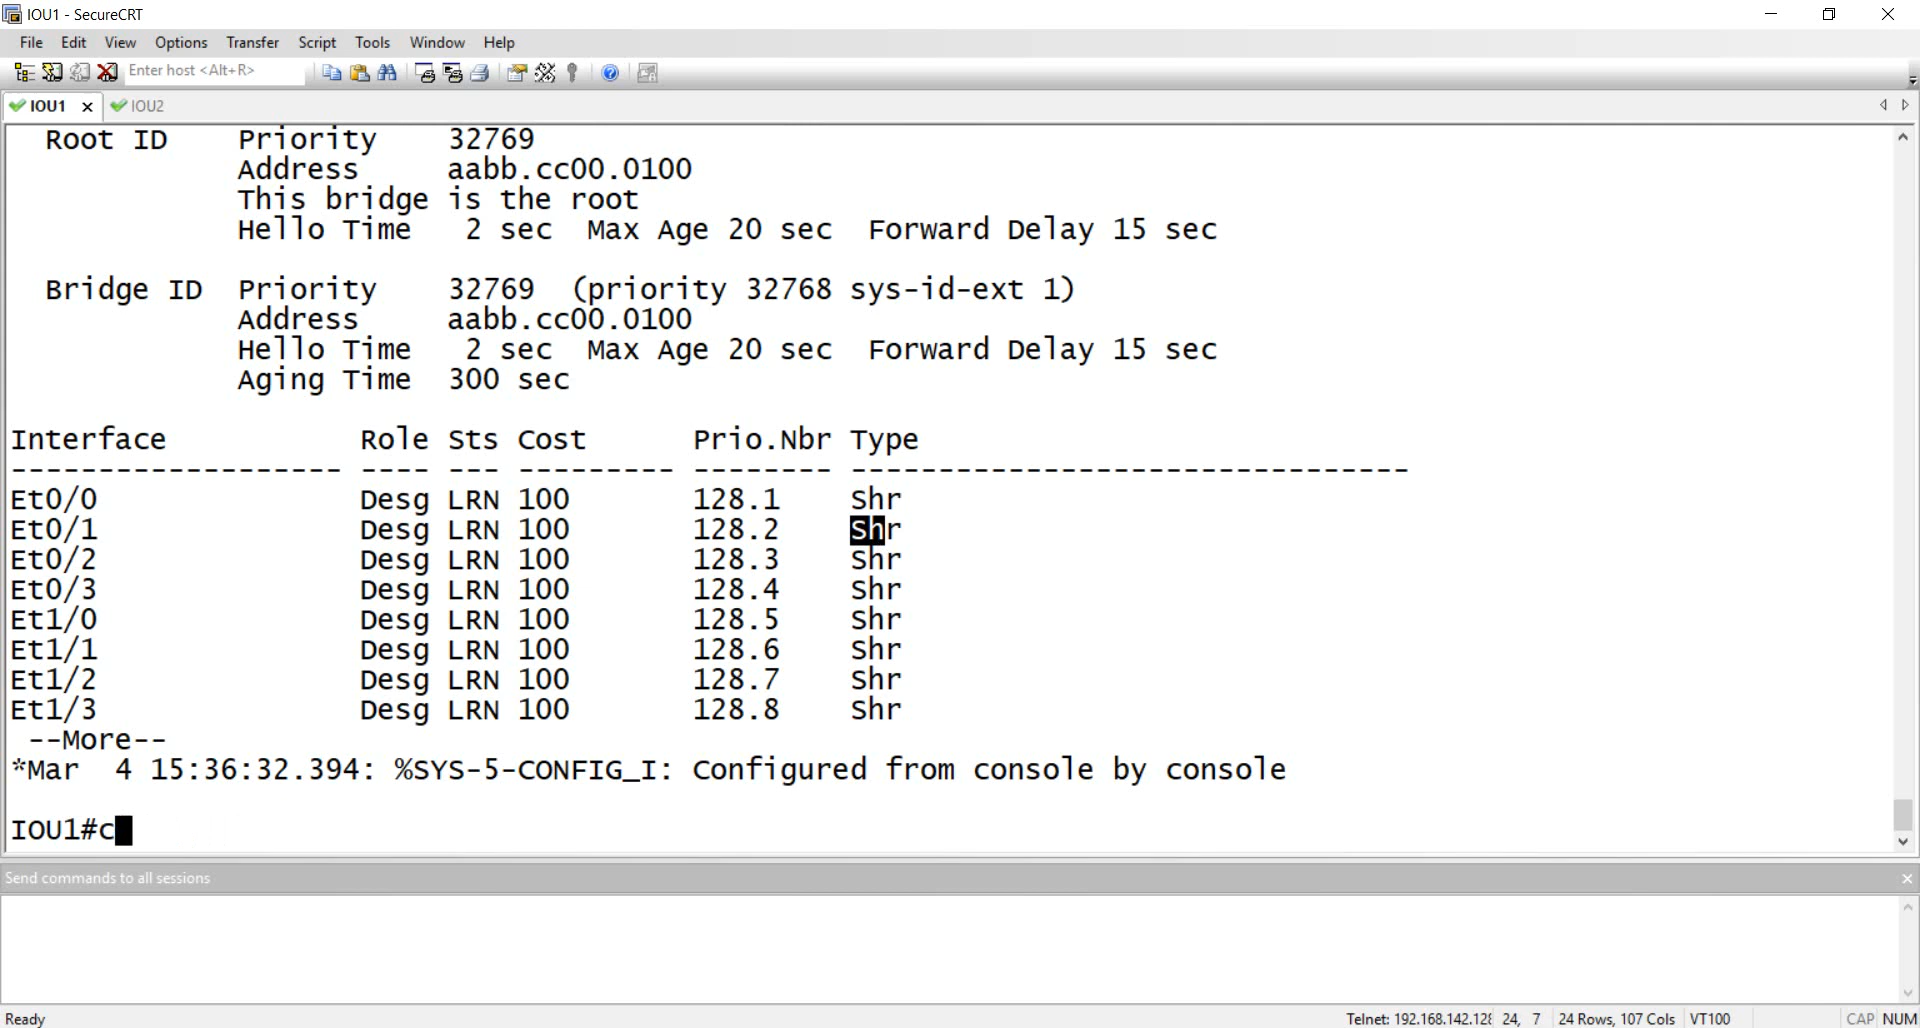 IOU1 - SecureCRT
File Edit View Options Transfer Script Tools Window Help
Enter host <Alt+R>
IOU1 IOU2
  Root ID    Priority    32769
             Address     aabb.cc00.0100
             This bridge is the root
             Hello Time   2 sec  Max Age 20 sec  Forward Delay 15 sec
  Bridge ID  Priority    32769  (priority 32768 sys-id-ext 1)
             Address     aabb.cc00.0100
             Hello Time   2 sec  Max Age 20 sec  Forward Delay 15 sec
             Aging Time  300 sec
Interface           Role Sts Cost      Prio.Nbr Type
------------------- ---- --- --------- -------- --------------------------------
Et0/0               Desg LRN 100       128.1    Shr
Et0/1               Desg LRN 100       128.2    Shr
Et0/2               Desg LRN 100       128.3    Shr
Et0/3               Desg LRN 100       128.4    Shr
Et1/0               Desg LRN 100       128.5    Shr
Et1/1               Desg LRN 100       128.6    Shr
Et1/2               Desg LRN 100       128.7    Shr
Et1/3               Desg LRN 100       128.8    Shr
 --More--
*Mar  4 15:36:32.394: %SYS-5-CONFIG_I: Configured from console by console
IOU1#c
Send commands to all sessions
Ready Telnet: 192.168.142.128 24, 7 24 Rows, 107 Cols VT100 CAP NUM